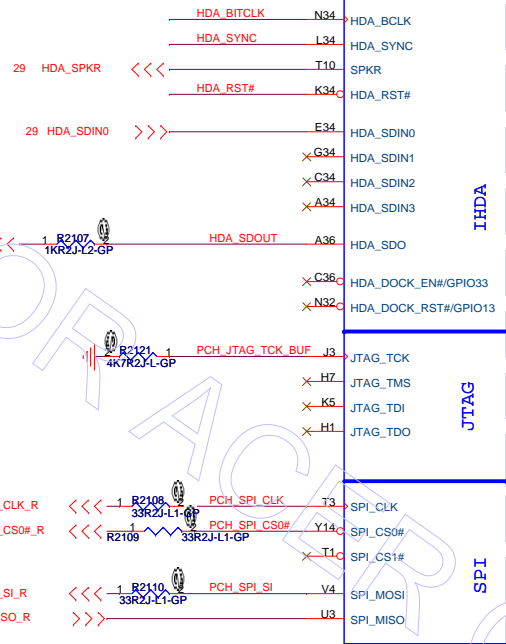 HDA_BITCLK N34 HDA_BCLK
HDA_SYNC L34 HDA_SYNC
29 HDA_SPKR T10 SPKR
HDA_RST# K34 HDA_RST#
29 HDA_SDIN0 E34 HDA_SDIN0
G34 HDA_SDIN1
C34 HDA_SDIN2
A34 HDA_SDIN3
IHDA
1 R2107 2 HDA_SDOUT A36 HDA_SDO
1KR2J-L2-GP
C36 HDA_DOCK_EN#/GPIO33
N32 HDA_DOCK_RST#/GPIO13
2 R2121 1 PCH_JTAG_TCK_BUF J3 JTAG_TCK
4K7R2J-L-GP
H7 JTAG_TMS
K5 JTAG_TDI
H1 JTAG_TDO
JTAG
_CLK_R 1 R2108 2 PCH_SPI_CLK T3 SPI_CLK
33R2J-L1-GP
_CS0#_R 1 PCH_SPI_CS0# Y14 SPI_CS0#
R2109 33R2J-L1-GP
T1 SPI_CS1#
SPI
SI_R 1 R2110 2 PCH_SPI_SI V4 SPI_MOSI
33R2J-L1-GP
SO_R U3 SPI_MISO
OR ACER